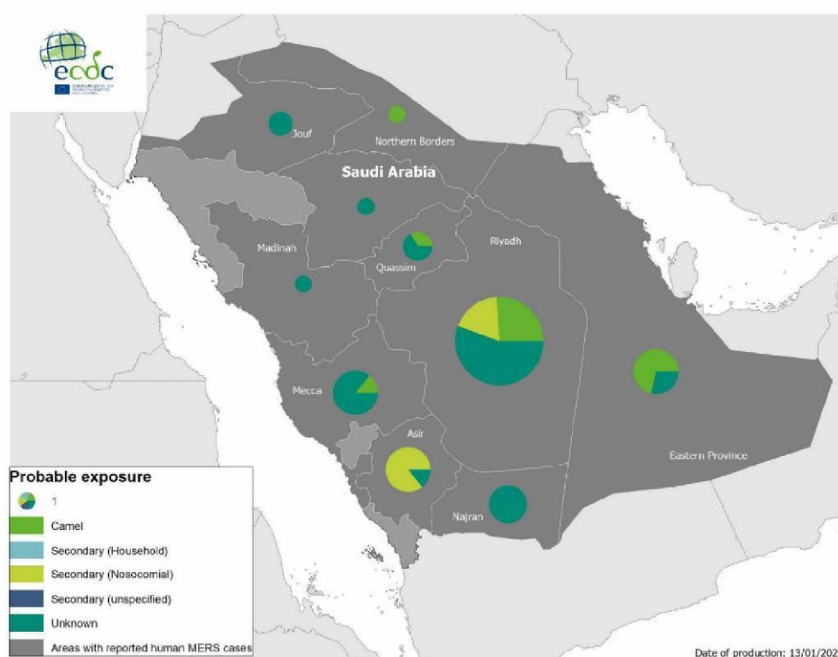 ecdc
Jouf
Northern Borders
Saudi Arabia
Madinah
Quassim
Riyadh
Mecca
Asir
Eastern Province
Najran
Probable exposure
1
Camel
Secondary (Household)
Secondary (Nosocomial)
Secondary (unspecified)
Unknown
Areas with reported human MERS cases
Date of production: 13/01/202